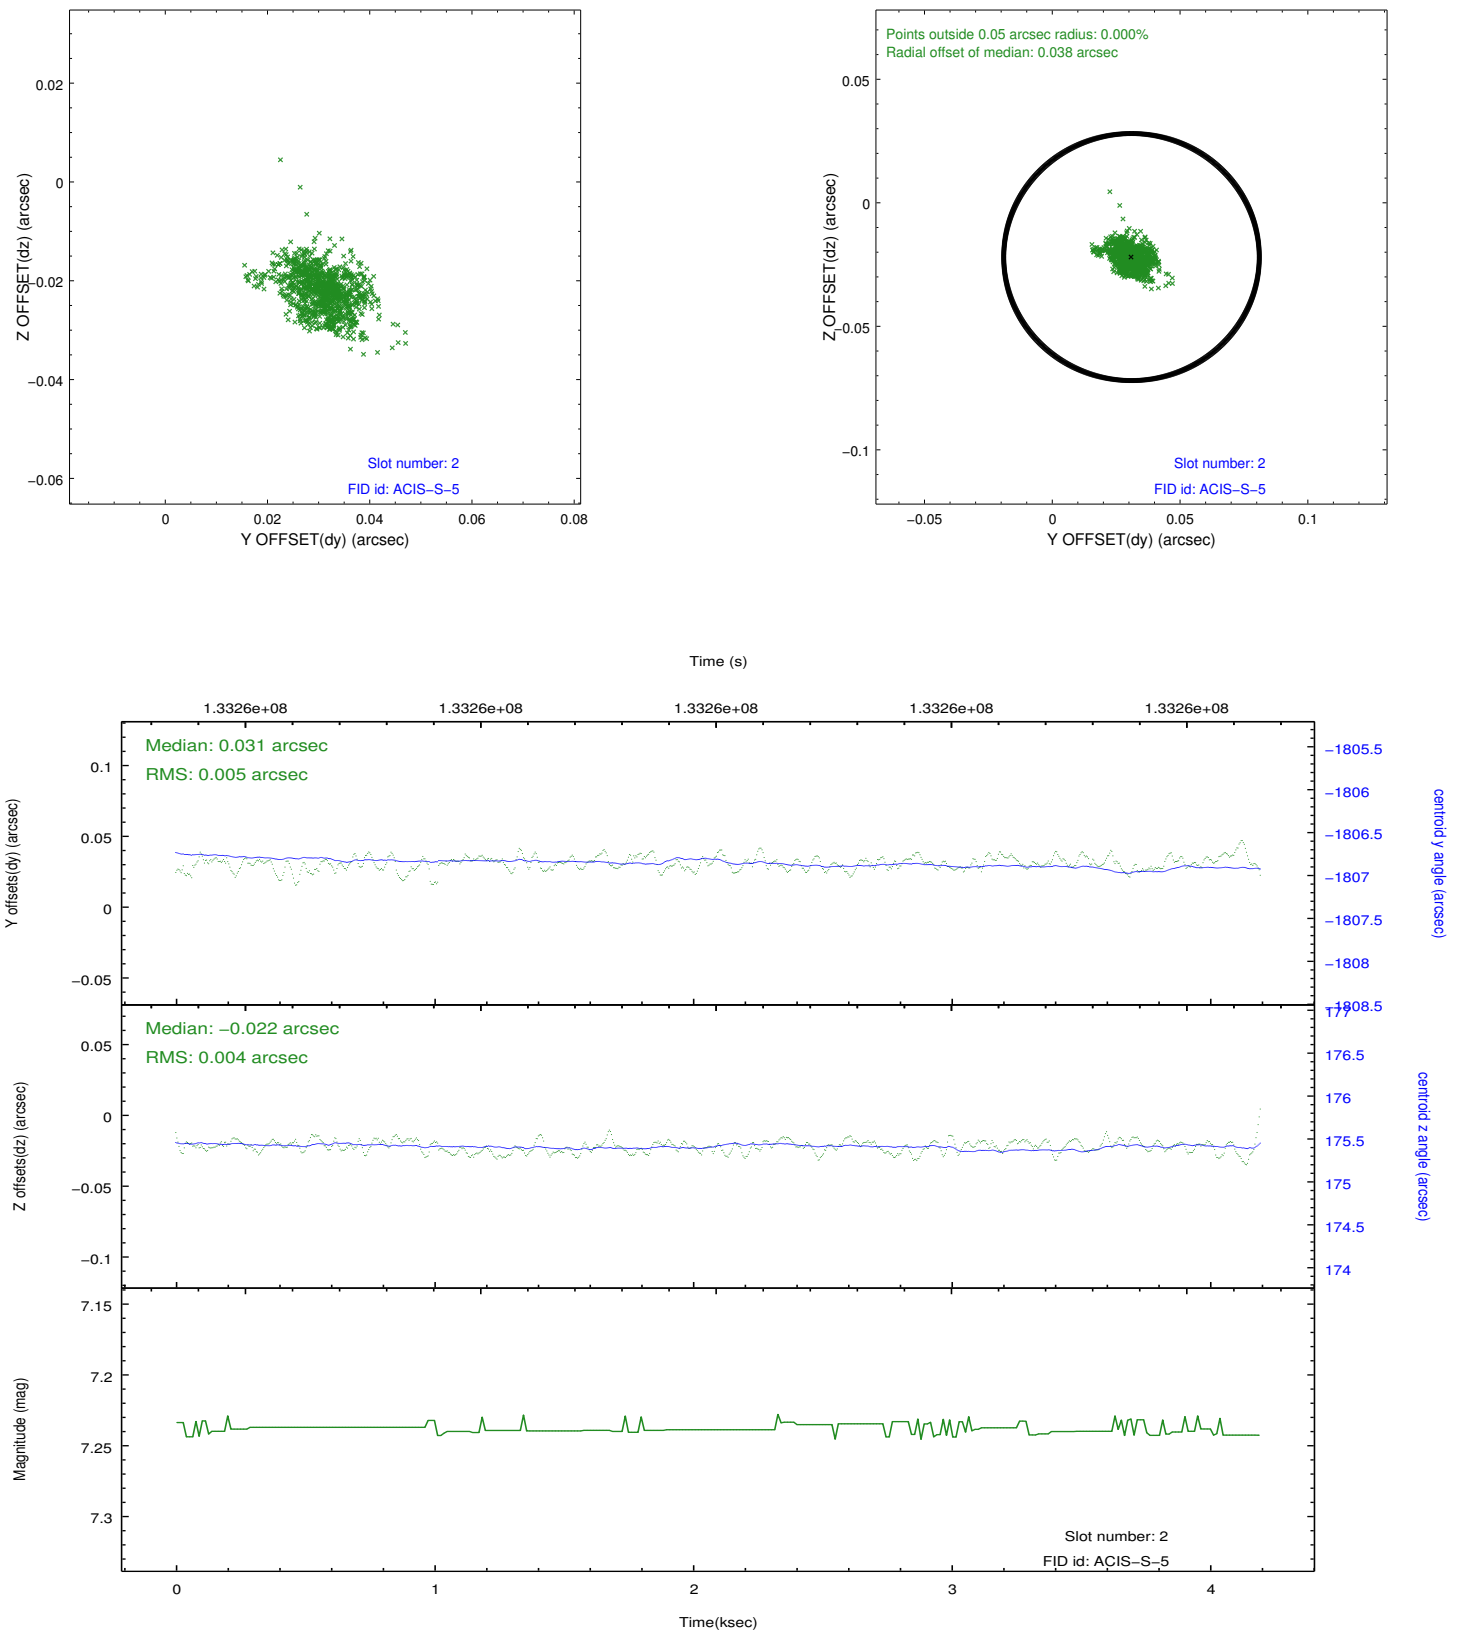 0.02
0
−0.02
−0.04
−0.06
Z OFFSET(dz) (arcsec)
Slot number: 2
FID id: ACIS−S−5
0
0.02
0.04
0.06
0.08
Y OFFSET(dy) (arcsec)
Points outside 0.05 arcsec radius: 0.000%
Radial offset of median: 0.038 arcsec
0.05
0
−0.05
−0.1
Z OFFSET(dz) (arcsec)
Slot number: 2
FID id: ACIS−S−5
−0.05
0
0.05
0.1
Y OFFSET(dy) (arcsec)
Time (s)
1.3326e+08
1.3326e+08
1.3326e+08
1.3326e+08
1.3326e+08
Median: 0.031 arcsec
RMS: 0.005 arcsec
0.1
0.05
0
−0.05
Y offsets(dy) (arcsec)
−1805.5
−1806
−1806.5
−1807
−1807.5
−1808
−1808.5
centroid y angle (arcsec)
Median: −0.022 arcsec
RMS: 0.004 arcsec
0.05
0
−0.05
−0.1
Z offsets(dz) (arcsec)
177
176.5
176
175.5
175
174.5
174
centroid z angle (arcsec)
7.15
7.2
7.25
7.3
Magnitude (mag)
Slot number: 2
FID id: ACIS−S−5
0
1
2
3
4
Time(ksec)